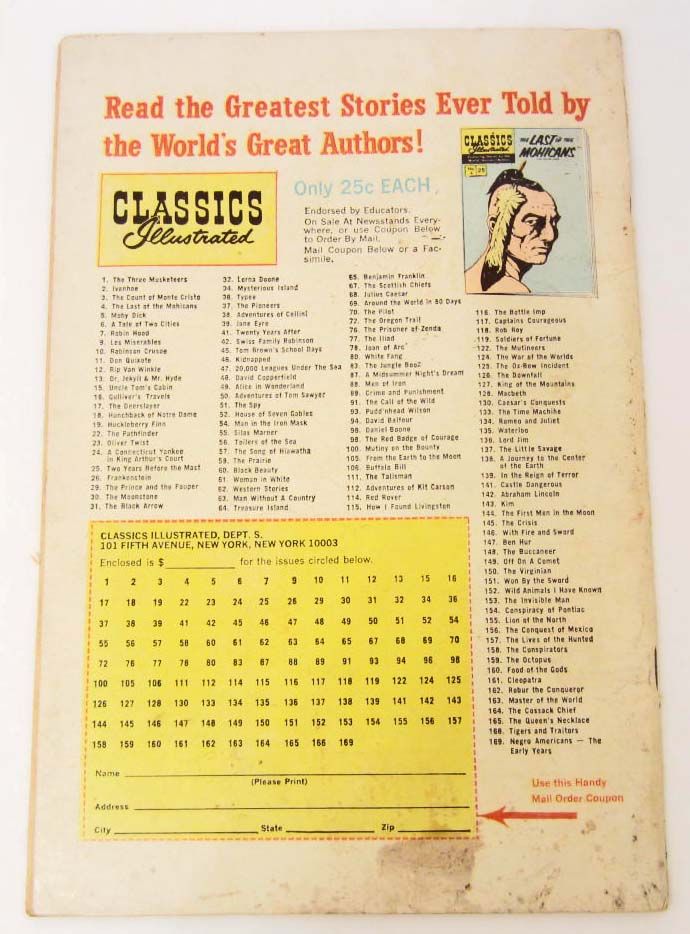 Read the Greatest Stories Ever Told by
the World's Great Authors!
CLASSICS
Illustrated
Only 25c EACH
Endorsed by Educators.
On Sale At Newsstands Every-
where, or use Coupon Below
to Order By Mail.
Mail Coupon Below or a Fac-
simile.
CLASSICS
Illustrated
THE LAST OF THE
MOHICANS
1. The Three Musketeers
2. Ivanhoe
3. The Count of Monte Cristo
4. The Last of the Mohicans
5. Moby Dick
6. A Tale of Two Cities
7. Robin Hood
9. Les Miserables
10. Robinson Crusoe
11. Don Quixote
12. Rip Van Winkle
13. Dr. Jekyll & Mr. Hyde
15. Uncle Tom's Cabin
16. Gulliver's Travels
17. The Deerslayer
18. Hunchback of Notre Dame
19. Huckleberry Finn
22. The Pathfinder
23. Oliver Twist
24. A Connecticut Yankee
in King Arthur's Court
25. Two Years Before the Mast
26. Frankenstein
29. The Prince and the Pauper
30. The Moonstone
31. The Black Arrow
32. Lorna Doone
34. Mysterious Island
36. Typee
37. The Pioneers
38. Adventures of Cellini
39. Jane Eyre
41. Twenty Years After
42. Swiss Family Robinson
45. Tom Brown's School Days
46. Kidnapped
47. 20,000 Leagues Under the Sea
48. David Copperfield
49. Alice in Wonderland
50. Adventures of Tom Sawyer
51. The Spy
52. House of Seven Gables
54. Man in the Iron Mask
55. Silas Marner
56. Toilers of the Sea
57. The Song of Hiawatha
58. The Prairie
60. Black Beauty
61. Woman in White
62. Western Stories
63. Man Without A Country
64. Treasure Island
65. Benjamin Franklin
67. The Scottish Chiefs
68. Julius Caesar
69. Around the World in 80 Days
70. The Pilot
72. The Oregon Trail
76. The Prisoner of Zenda
77. The Iliad
78. Joan of Arc
80. White Fang
83. The Jungle Book
87. A Midsummer Night's Dream
88. Men of Iron
89. Crime and Punishment
91. The Call of the Wild
93. Pudd'nhead Wilson
94. David Balfour
96. Daniel Boone
98. The Red Badge of Courage
100. Mutiny on the Bounty
105. From the Earth to the Moon
106. Buffalo Bill
111. The Talisman
112. Adventures of Kit Carson
114. Red Rover
115. How I Found Livingston
116. The Bottle Imp
117. Captains Courageous
118. Rob Roy
119. Soldiers of Fortune
122. The Mutineers
124. The War of the Worlds
125. The Ox-Bow Incident
126. The Downfall
127. King of the Mountains
128. Macbeth
130. Caesar's Conquests
133. The Time Machine
134. Romeo and Juliet
135. Waterloo
136. Lord Jim
137. The Little Savage
138. A Journey to the Center
of the Earth
139. In the Reign of Terror
141. Castle Dangerous
142. Abraham Lincoln
143. Kim
144. The First Men in the Moon
145. The Crisis
146. With Fire and Sword
147. Ben Hur
148. The Buccaneer
149. Off On A Comet
150. The Virginian
151. Won By the Sword
152. Wild Animals I Have Known
153. The Invisible Man
154. Conspiracy of Pontiac
155. Lion of the North
156. The Conquest of Mexico
157. The Lives of the Hunted
158. The Conspirators
159. The Octopus
160. Food of the Gods
161. Cleopatra
162. Robur the Conqueror
163. Master of the World
164. The Cossack Chief
165. The Queen's Necklace
166. Tigers and Traitors
169. Negro Americans — The
Early Years
CLASSICS ILLUSTRATED, DEPT. S.
101 FIFTH AVENUE, NEW YORK, NEW YORK 10003
Enclosed is $ for the issues circled below.
1 2 3 4 5 6 7 9 10 11 12 13 15 16
17 18 19 22 23 24 25 26 29 30 31 32 34 36
37 38 39 41 42 45 46 47 48 49 50 51 52 54
55 56 57 58 60 61 62 63 64 65 67 68 69 70
72 76 77 78 80 83 87 88 89 91 93 94 96 98
100 105 106 111 112 114 115 116 117 118 119 122 124 125
126 127 128 130 133 134 135 136 137 138 139 141 142 143
144 145 146 147 148 149 150 151 152 153 154 155 156 157
158 159 160 161 162 163 164 165 166 169
Name
(Please Print)
Address
City State Zip
Use this Handy
Mail Order Coupon